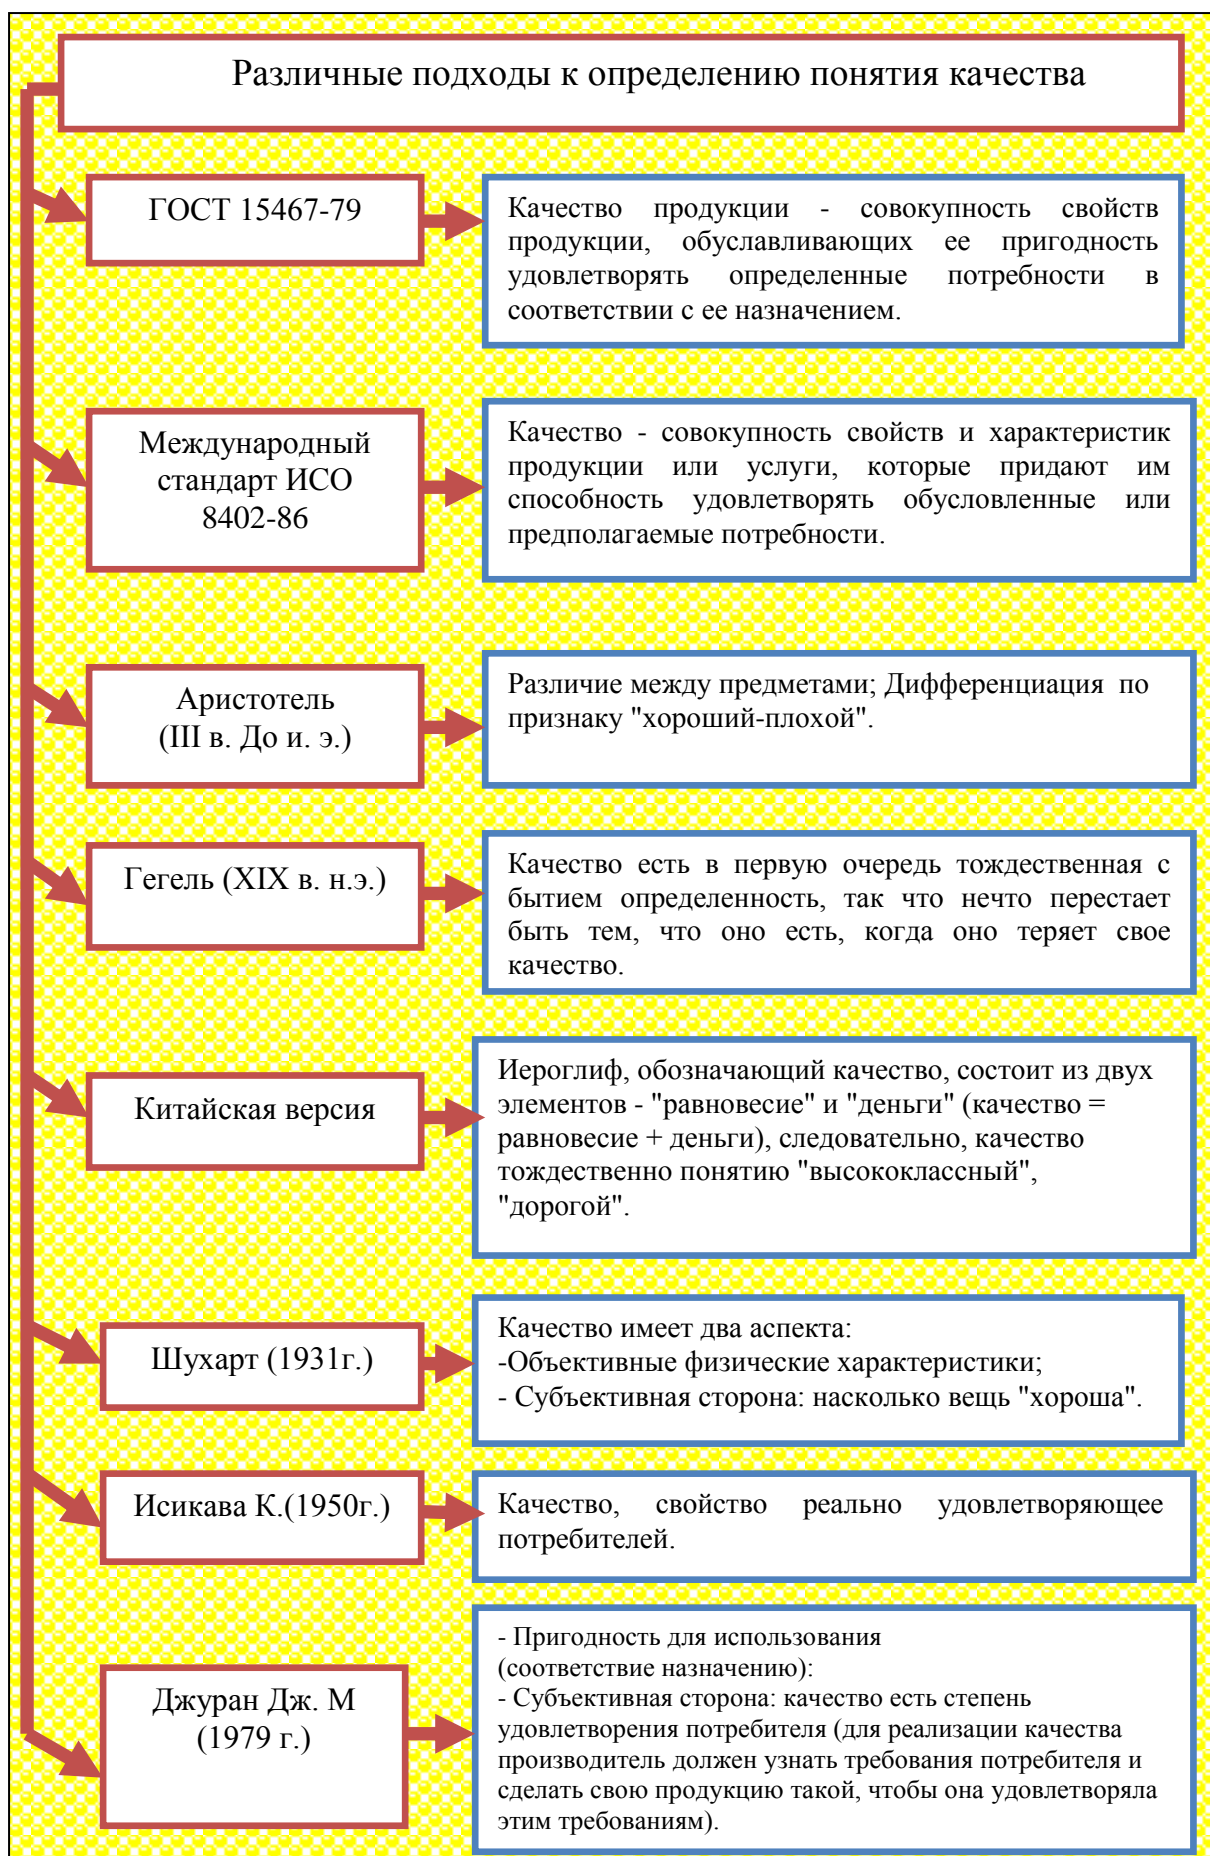 Различные подходы к определению понятия качества
ГОСТ 15467-79
Качество продукции - совокупность свойств
продукции, обуславливающих ее пригодность
удовлетворять определенные потребности в
соответствии с ее назначением.
Международный
стандарт ИСО
8402-86
Качество - совокупность свойств и характеристик
продукции или услуги, которые придают им
способность удовлетворять обусловленные или
предполагаемые потребности.
Аристотель
(III в. До и. э.)
Различие между предметами; Дифференциация по
признаку "хороший-плохой".
Гегель (XIX в. н.э.)
Качество есть в первую очередь тождественная с
бытием определенность, так что нечто перестает
быть тем, что оно есть, когда оно теряет свое
качество.
Китайская версия
Иероглиф, обозначающий качество, состоит из двух
элементов - "равновесие" и "деньги" (качество =
равновесие + деньги), следовательно, качество
тождественно понятию "высококлассный",
"дорогой".
Шухарт (1931г.)
Качество имеет два аспекта:
-Объективные физические характеристики;
- Субъективная сторона: насколько вещь "хороша".
Исикава К.(1950г.)
Качество, свойство реально удовлетворяющее
потребителей.
Джуран Дж. М
(1979 г.)
- Пригодность для использования
(соответствие назначению):
- Субъективная сторона: качество есть степень
удовлетворения потребителя (для реализации качества
производитель должен узнать требования потребителя и
сделать свою продукцию такой, чтобы она удовлетворяла
этим требованиям).